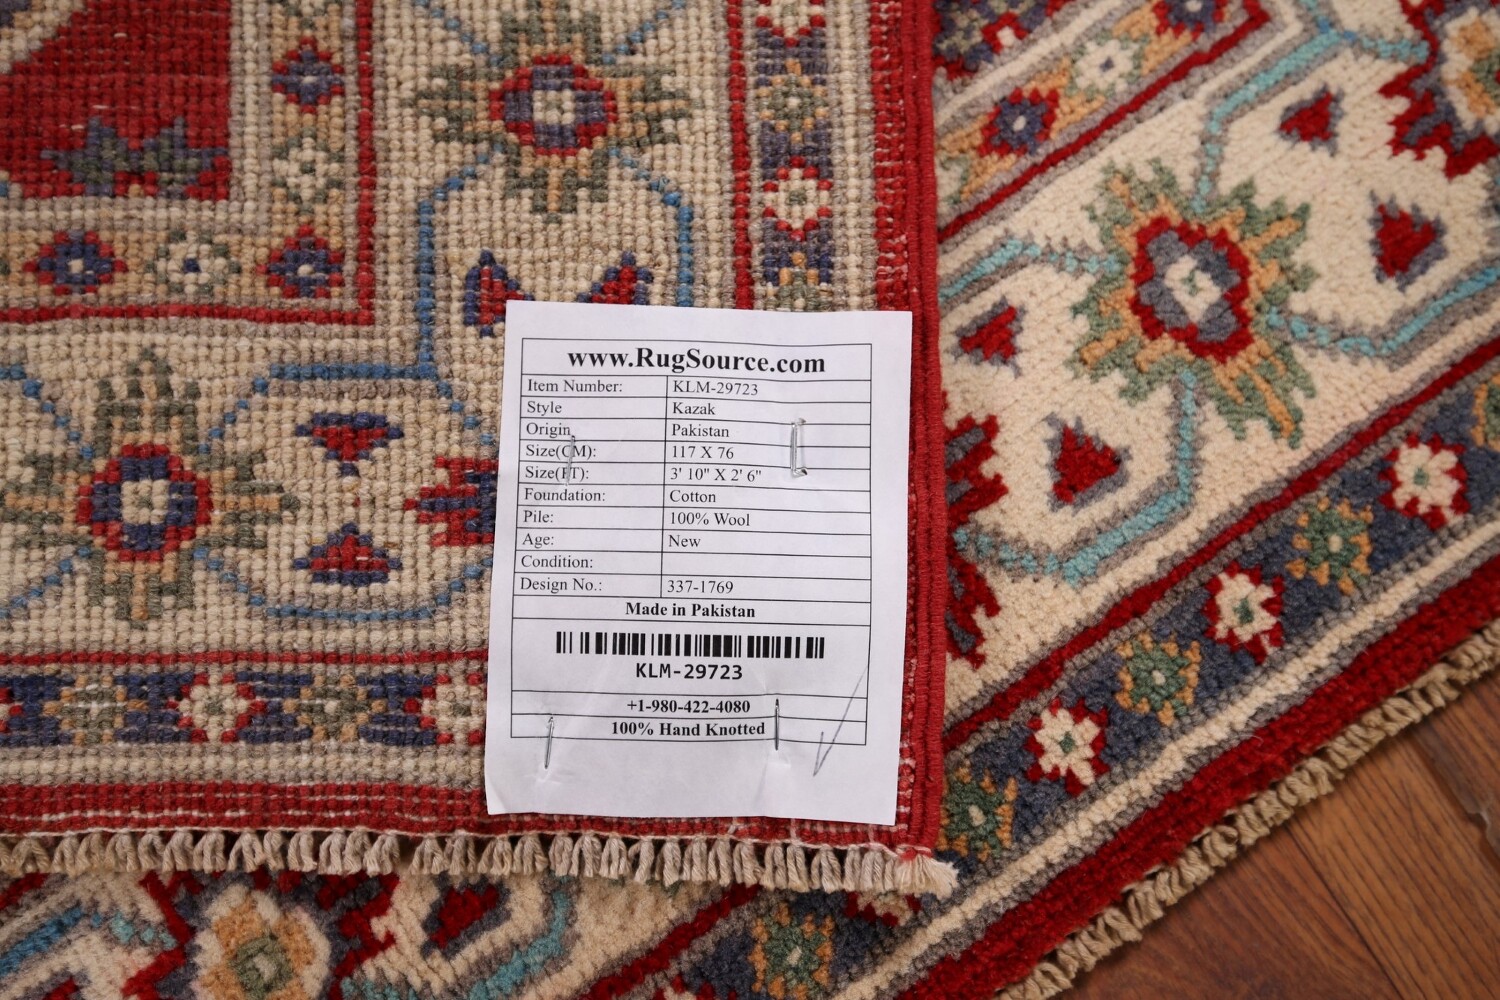 www.RugSource.com
Item Number: KLM-29723
Style Kazak
Origin Pakistan
Size(CM): 117 X 76
Size(FT): 3' 10" X 2' 6"
Foundation: Cotton
Pile: 100% Wool
Age: New
Condition:
Design No.: 337-1769
Made in Pakistan
KLM-29723
+1-980-422-4080
100% Hand Knotted